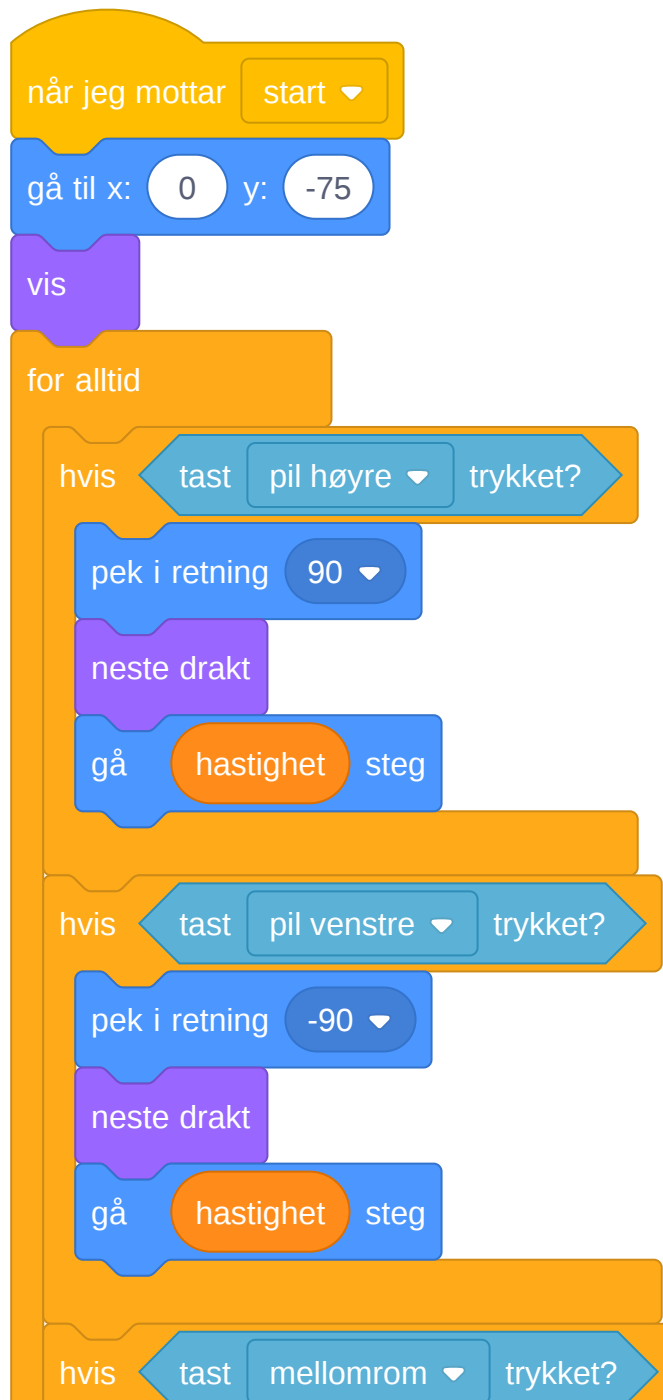 når jeg mottar start
gå til x: 0 y: -75
vis
for alltid
hvis tast pil høyre trykket?
pek i retning 90
neste drakt
gå hastighet steg
hvis tast pil venstre trykket?
pek i retning -90
neste drakt
gå hastighet steg
hvis tast mellomrom trykket?